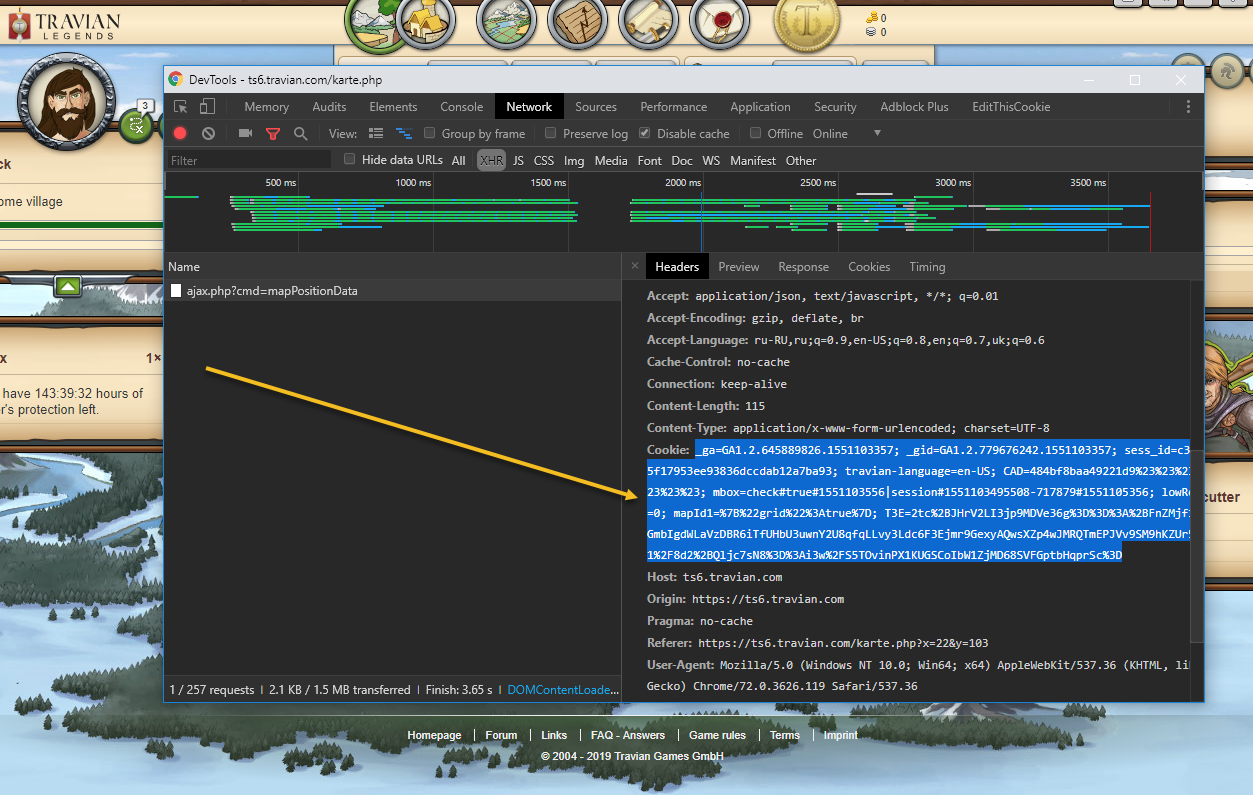 TRAVIAN
LEGENDS
0
0
3
ck
ome village
x
1×
have 143:39:32 hours of
r's protection left.
cutter
DevTools - ts6.travian.com/karte.php
Memory Audits Elements Console Network Sources Performance Application Security Adblock Plus EditThisCookie
View: Group by frame Preserve log Disable cache Offline Online
Filter Hide data URLs All XHR JS CSS Img Media Font Doc WS Manifest Other
500 ms 1000 ms 1500 ms 2000 ms 2500 ms 3000 ms 3500 ms
Name
ajax.php?cmd=mapPositionData
1 / 257 requests 2.1 KB / 1.5 MB transferred Finish: 3.65 s DOMContentLoade...
× Headers Preview Response Cookies Timing
Accept: application/json, text/javascript, */*; q=0.01
Accept-Encoding: gzip, deflate, br
Accept-Language: ru-RU,ru;q=0.9,en-US;q=0.8,en;q=0.7,uk;q=0.6
Cache-Control: no-cache
Connection: keep-alive
Content-Length: 115
Content-Type: application/x-www-form-urlencoded; charset=UTF-8
Cookie: _ga=GA1.2.645889826.1551103357; _gid=GA1.2.779676242.1551103357; sess_id=c3
5f17953ee93836dccdab12a7ba93; travian-language=en-US; CAD=484bf8baa49221d9%23%23%2
23%23%23; mbox=check#true#1551103556|session#1551103495508-717879#1551105356; lowR
=0; mapId1=%7B%22grid%22%3Atrue%7D; T3E=2tc%2BJHrV2LI3jp9MDVe36g%3D%3D%3A%2BFnZMjf
GmbIgdWLaVzDBR6iTfUHbU3uwnY2U8qfqLLvy3Ldc6F3Ejmr9GexyAQwsXZp4wJMRQTmEPJVv9SM9hKZUr
1%2F8d2%2BQljc7sN8%3D%3Ai3w%2FS5TOvinPX1KUGSCoIbW1ZjMD68SVFGptbHqprSc%3D
Host: ts6.travian.com
Origin: https://ts6.travian.com
Pragma: no-cache
Referer: https://ts6.travian.com/karte.php?x=22&y=103
User-Agent: Mozilla/5.0 (Windows NT 10.0; Win64; x64) AppleWebKit/537.36 (KHTML, li
Gecko) Chrome/72.0.3626.119 Safari/537.36
Homepage | Forum | Links | FAQ - Answers | Game rules | Terms | Imprint
© 2004 - 2019 Travian Games GmbH